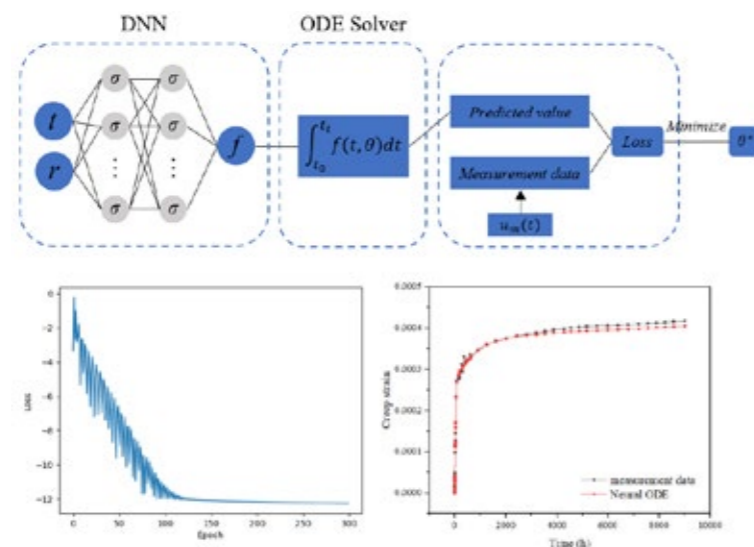 DNN
ODE Solver
t
r
σ
σ
σ
σ
σ
σ
⋮
⋮
f
∫_{t_0}^{t_1} f(t, θ)dt
Predicted value
Measurement data
u_m(t)
Loss
Minimize
θ*
0
−2
−4
−6
−8
−10
−12
Loss
0
50
100
150
200
250
300
Epoch
0.0005
0.0004
0.0003
0.0002
0.0001
0.0000
Creep strain
measurement data
Neural ODE
0
2000
4000
6000
8000
10000
Time (h)